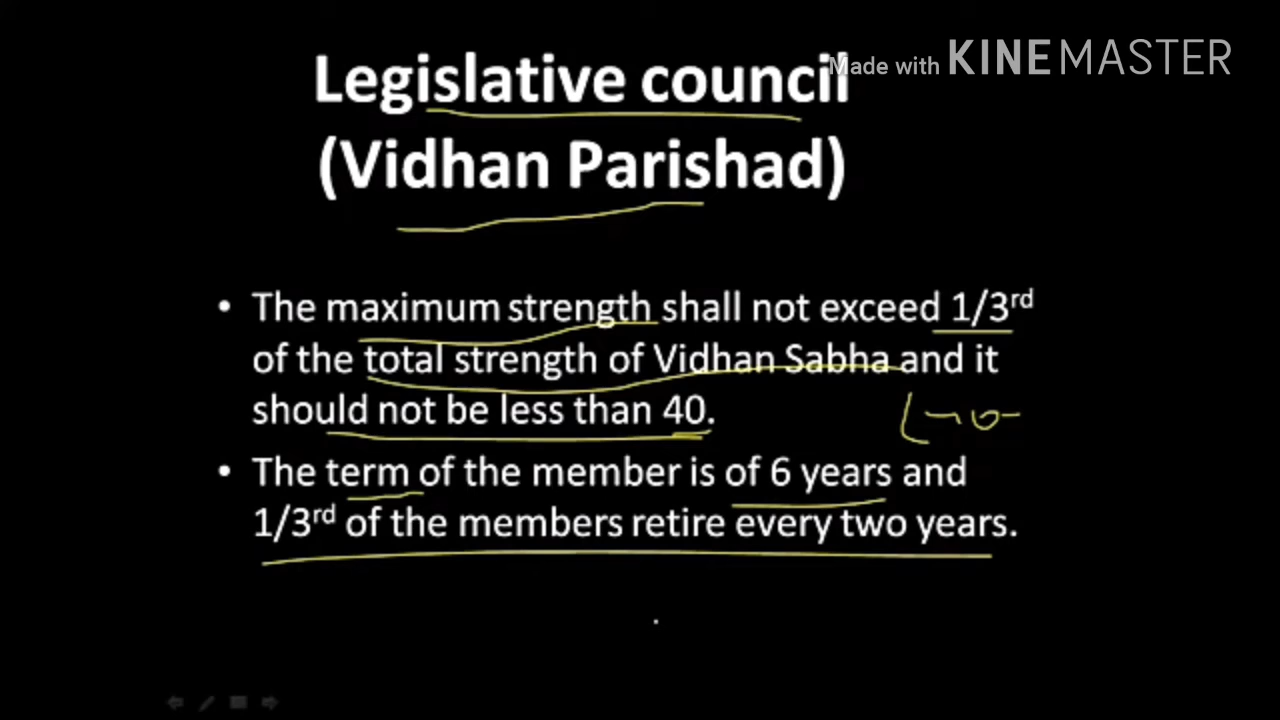 Made with KINEMASTER
Legislative council
(Vidhan Parishad)
• The maximum strength shall not exceed 1/3rd
of the total strength of Vidhan Sabha and it
should not be less than 40.
• The term of the member is of 6 years and
1/3rd of the members retire every two years.